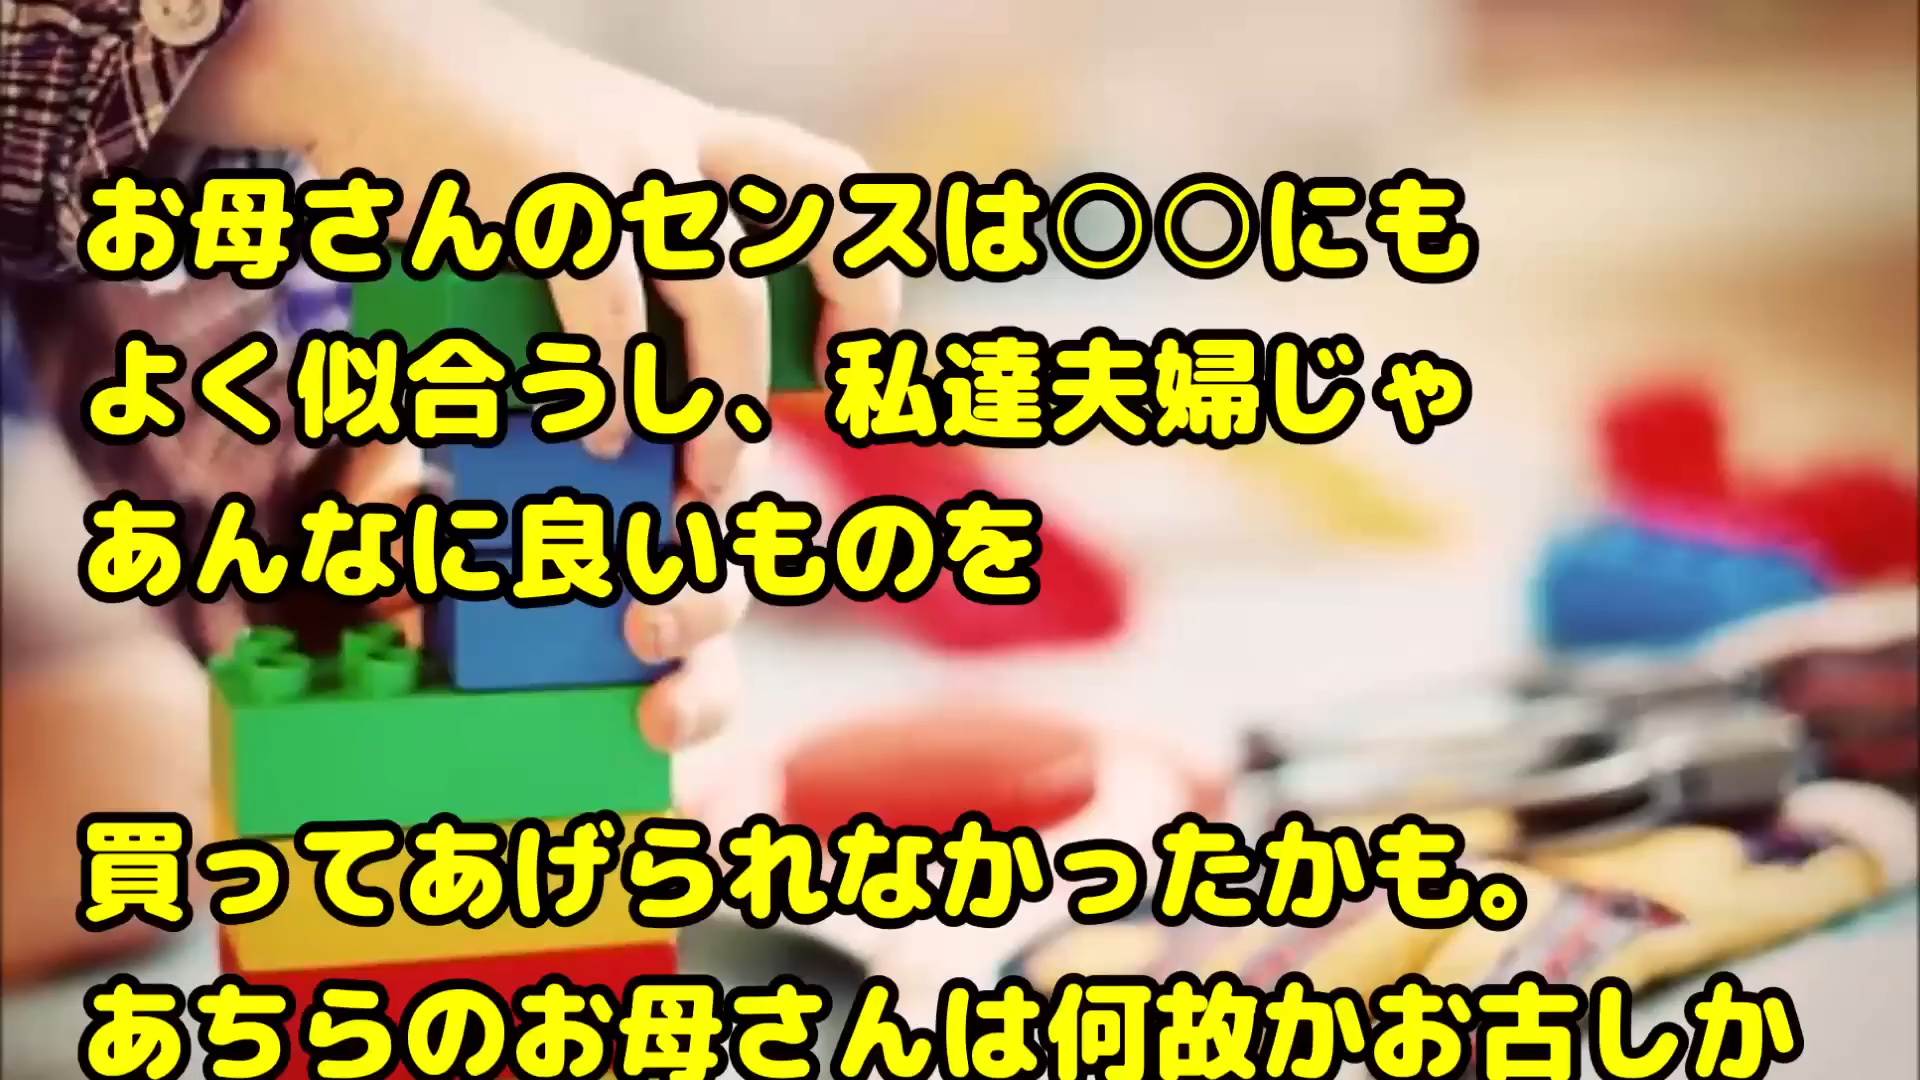 お母さんのセンスは○○にも
よく似合うし、私達夫婦じゃ
あんなに良いものを
買ってあげられなかったかも。
あちらのお母さんは何故かお古しか